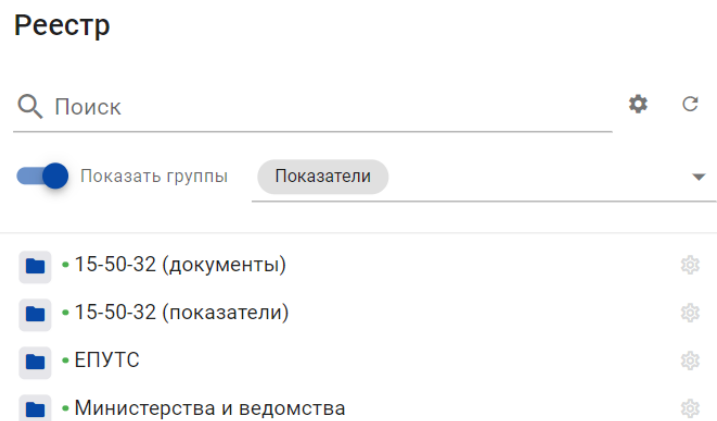 Реестр
Поиск
Показать группы Показатели
15-50-32 (документы)
15-50-32 (показатели)
ЕПУТС
Министерства и ведомства